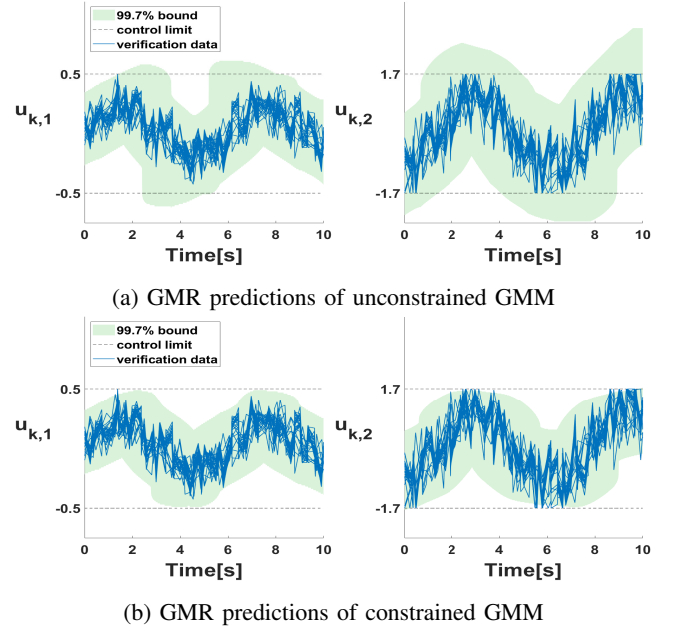 99.7% bound
control limit
verification data
0.5
-0.5
u_{k,1}
0 2 4 6 8 10
Time[s]
1.7
-1.7
u_{k,2}
0 2 4 6 8 10
Time[s]
(a) GMR predictions of unconstrained GMM
99.7% bound
control limit
verification data
0.5
-0.5
u_{k,1}
0 2 4 6 8 10
Time[s]
1.7
-1.7
u_{k,2}
0 2 4 6 8 10
Time[s]
(b) GMR predictions of constrained GMM